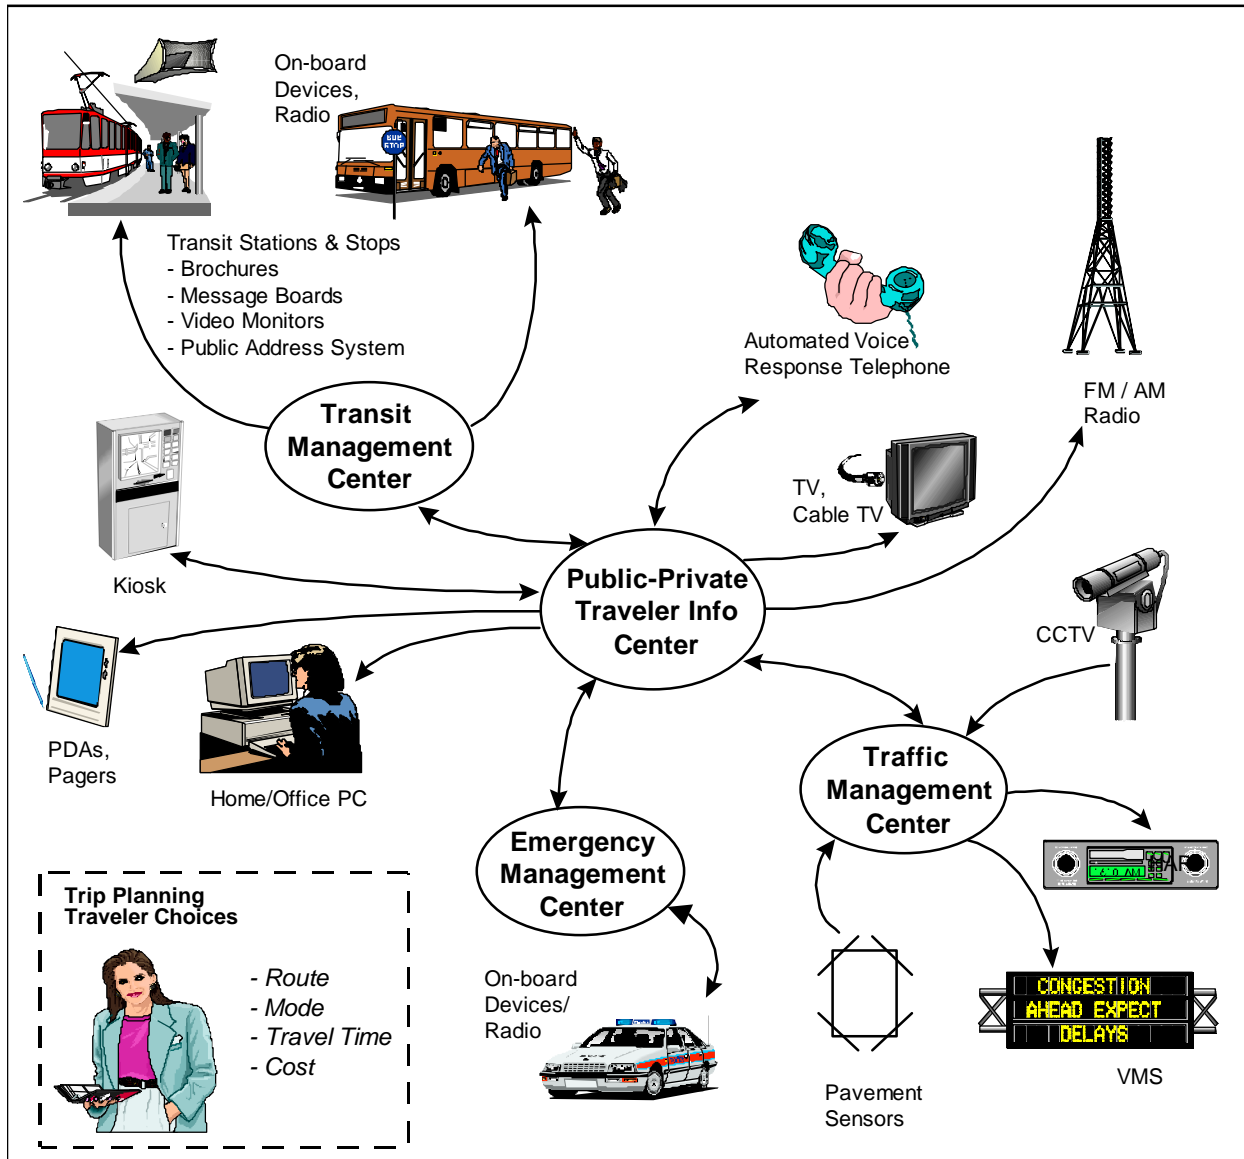 On-board
Devices,
Radio
BUS
STOP
Transit Stations & Stops
- Brochures
- Message Boards
- Video Monitors
- Public Address System
Automated Voice
Response Telephone
FM / AM
Radio
Transit
Management
Center
TV,
Cable TV
Kiosk
Public-Private
Traveler Info
Center
CCTV
PDAs,
Pagers
Home/Office PC
Traffic
Management
Center
Emergency
Management
Center
HAR
Trip Planning
Traveler Choices
- Route
- Mode
- Travel Time
- Cost
On-board
Devices/
Radio
CONGESTION
AHEAD EXPECT
DELAYS
VMS
Pavement
Sensors